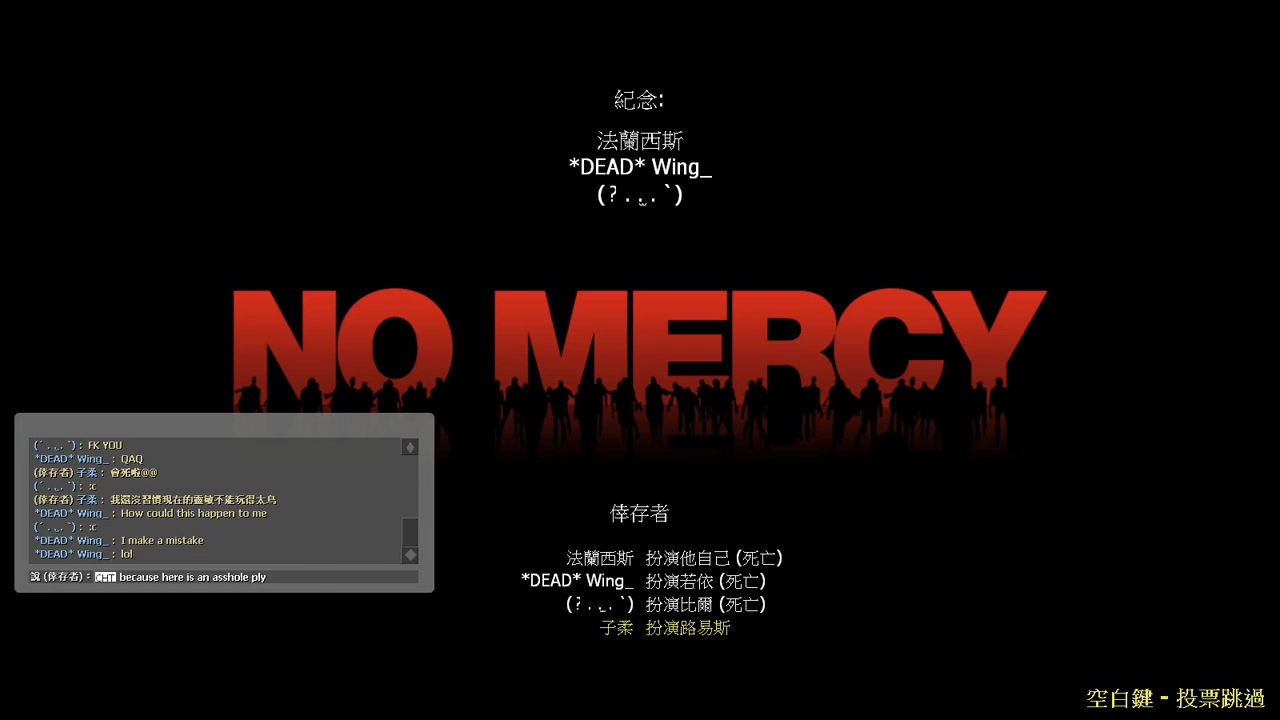 紀念:
法蘭西斯
*DEAD* Wing_
(? . ̫ . `)
NO MERCY
(´ . ̫ . `) : FK YOU
*DEAD* Wing_ : QAQ
(倖存者) 子柔 : 會死啦@@
(´ . ̫ . `) : :c
(倖存者) 子柔 : 我還沒習慣現在的靈敏不能玩得太鳥
*DEAD* Wing_ : How could this happen to me
(´ . ̫ . `) : :c
*DEAD* Wing_ : I make a mistake
*DEAD* Wing_ : lol
說 (倖存者) : CHT because here is an asshole ply
倖存者
法蘭西斯 扮演他自己 (死亡)
*DEAD* Wing_ 扮演若依 (死亡)
(? . ̫ . `) 扮演比爾 (死亡)
子柔 扮演路易斯
空白鍵 - 投票跳過